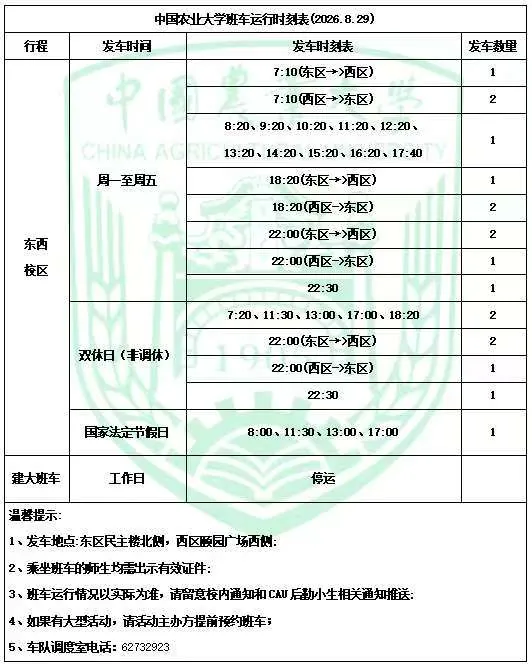 中国农业大学班车运行时刻表(2026.8.29)
行程 发车时间 发车时刻表 发车数量
东西校区
周一至周五
7:10(东区→>西区) 1
7:10(西区→东区) 2
8:20、9:20、10:20、11:20、12:20、
13:20、14:20、15:20、16:20、17:40 1
18:20(东区→>西区) 1
18:20(西区→东区) 2
22:00(东区→>西区) 2
22:00(西区→>东区) 1
22:30 1
双休日（非调休）
7:20、11:30、13:00、17:00、18:20 2
22:00(东区→>西区) 2
22:00(西区→东区) 1
22:30 1
国家法定节假日 8:00、11:30、13:00、17:00 1
建大班车 工作日 停运
温馨提示:
1、发车地点:东区民主楼北侧，西区颐园广场西侧;
2、乘坐班车的师生均需出示有效证件;
3、班车运行情况以实际为准，请留意校内通知和CAU后勤小生相关通知推送;
4、如果有大型活动，请活动主办方提前预约班车；
5、车队调度室电话：62732923
中国农业大学
CHINA AGRICULTURAL UNIVERSITY